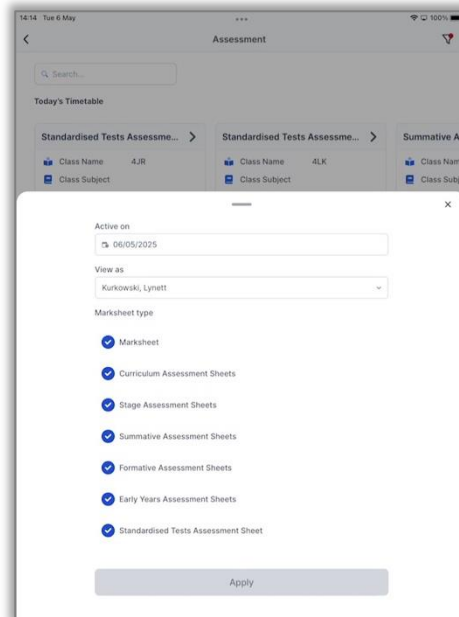 14:14 Tue 6 May
100%
Assessment
Search...
Today's Timetable
Standardised Tests Assessme...
Standardised Tests Assessme...
Summative A
Class Name 4JR
Class Name 4LK
Class Nam
Class Subject
Class Subject
Class Subj
Active on
06/05/2025
View as
Kurkowski, Lynett
Marksheet type
Marksheet
Curriculum Assessment Sheets
Stage Assessment Sheets
Summative Assessment Sheets
Formative Assessment Sheets
Early Years Assessment Sheets
Standardised Tests Assessment Sheet
Apply